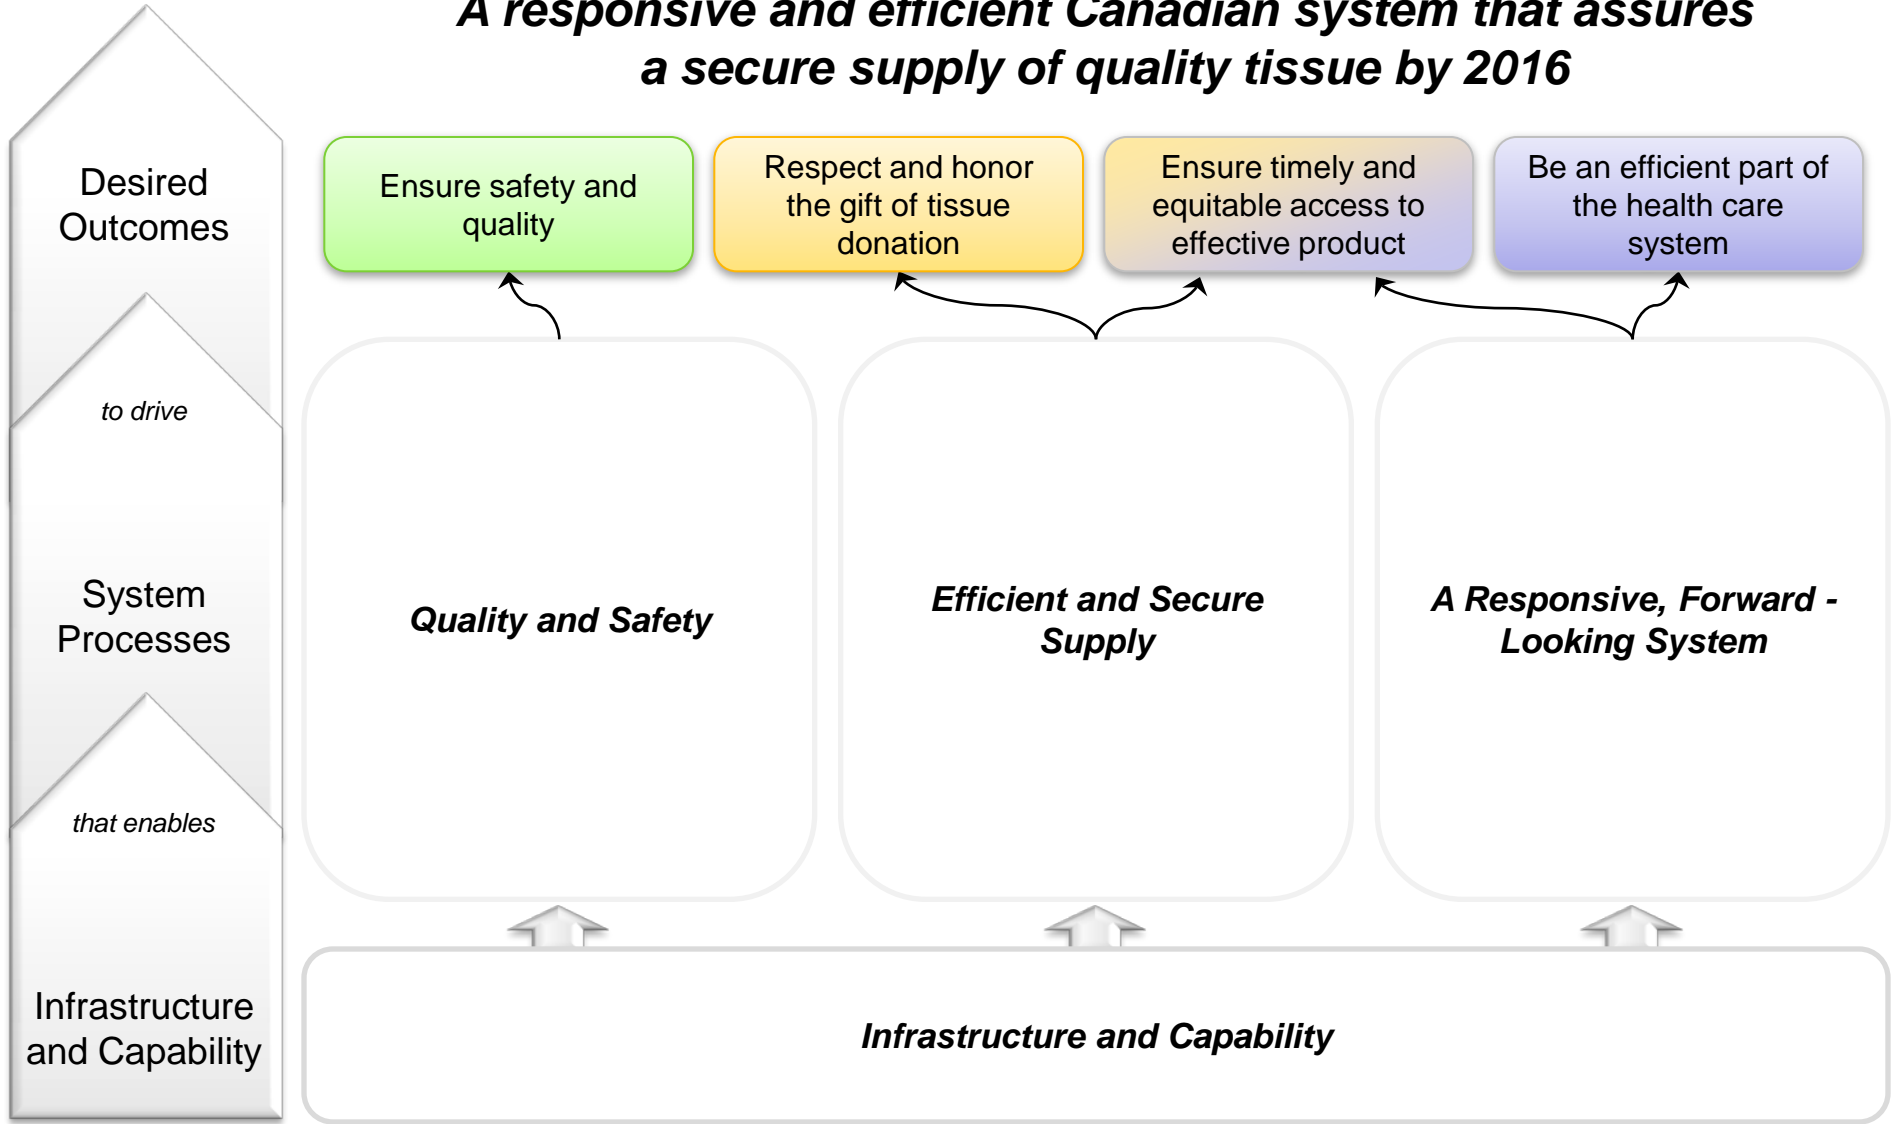 A responsive and efficient Canadian system that assures
a secure supply of quality tissue by 2016
Desired
Outcomes
Ensure safety and
quality
Respect and honor
the gift of tissue
donation
Ensure timely and
equitable access to
effective product
Be an efficient part of
the health care
system
to drive
System
Processes
Quality and Safety
Efficient and Secure
Supply
A Responsive, Forward -
Looking System
that enables
Infrastructure
and Capability
Infrastructure and Capability